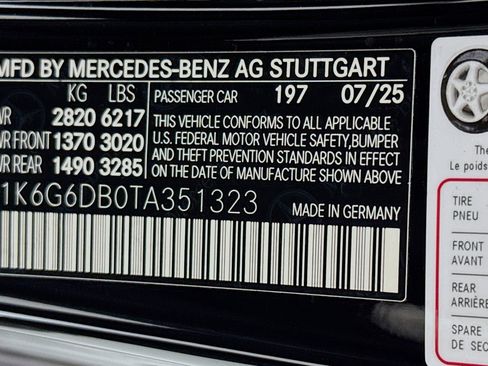 MFD BY MERCEDES-BENZ AG STUTTGART
KG LBS
PASSENGER CAR 197 07/25
WR 2820 6217
WR FRONT 1370 3020
WR REAR 1490 3285
THIS VEHICLE CONFORMS TO ALL APPLICABLE
U.S. FEDERAL MOTOR VEHICLE SAFETY, BUMPER
AND THEFT PREVENTION STANDARDS IN EFFECT
ON THE DATE OF MANUFACTURE SHOWN ABOVE.
1K6G6DB0TA351323
MADE IN GERMANY
The
Le poids
TIRE
PNEU
FRONT
AVANT
REAR
ARRIÈRE
SPARE
DE SEC